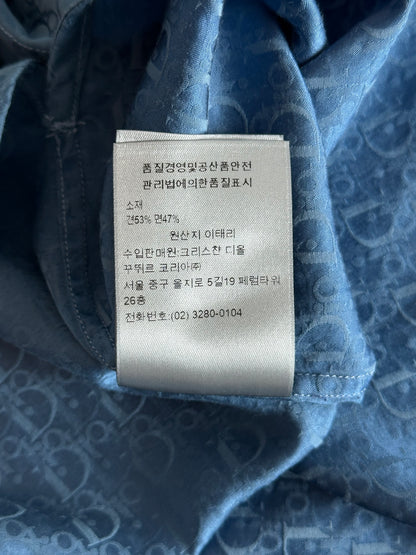 품질경영및공산품안전
관리법에의한품질표시
소재
견53% 면47%
원산지 이태리
수입판매원:크리스챤 디올
꾸뛰르 코리아㈜
서울 중구 을지로 5길19 페럼타워
26층
전화번호:(02) 3280-0104
Dior